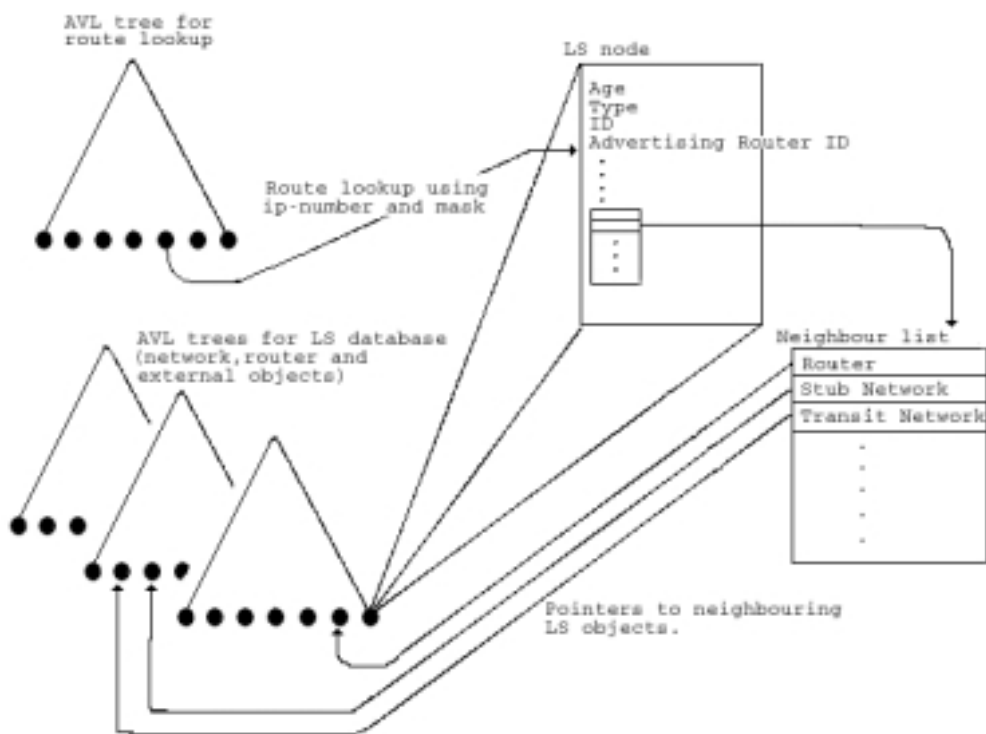 AVL tree for
route lookup
LS node
Age
Type
ID
Advertising Router ID
Route lookup using
ip-number and mask
AVL trees for LS database
(network,router and
external objects)
Neighbour list
Router
Stub Network
Transit Network
Pointers to neighbouring
LS objects.